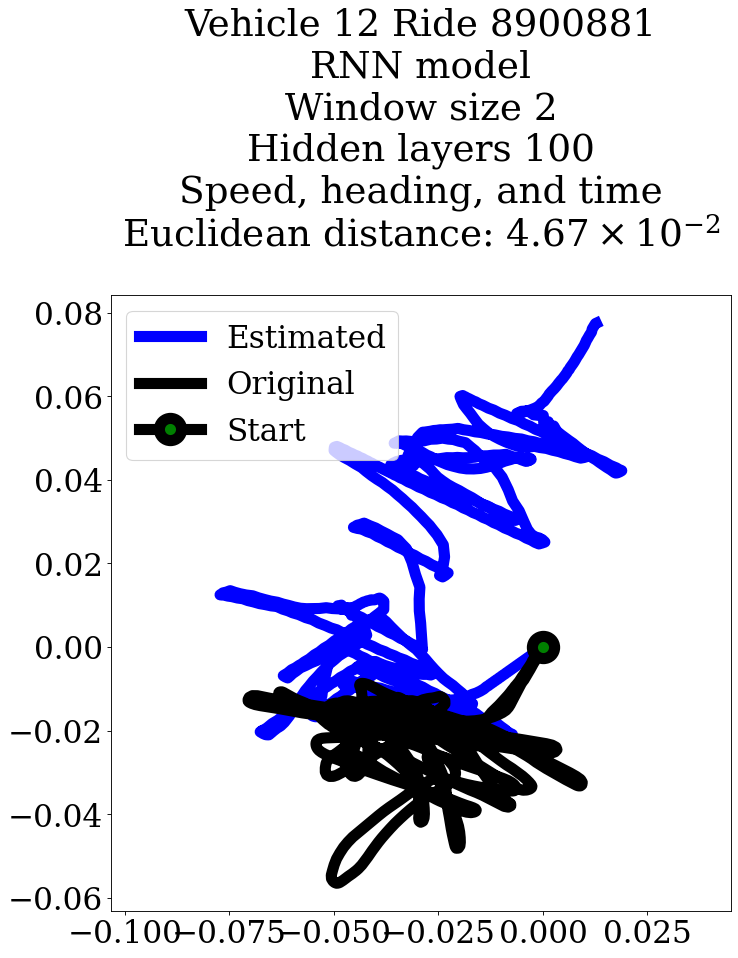 Vehicle 12 Ride 8900881
RNN model
Window size 2
Hidden layers 100
Speed, heading, and time
Euclidean distance: 4.67 × 10⁻²
Estimated
Original
Start
0.08
0.06
0.04
0.02
0.00
−0.02
−0.04
−0.06
−0.100 −0.075 −0.050 −0.025 0.000 0.025